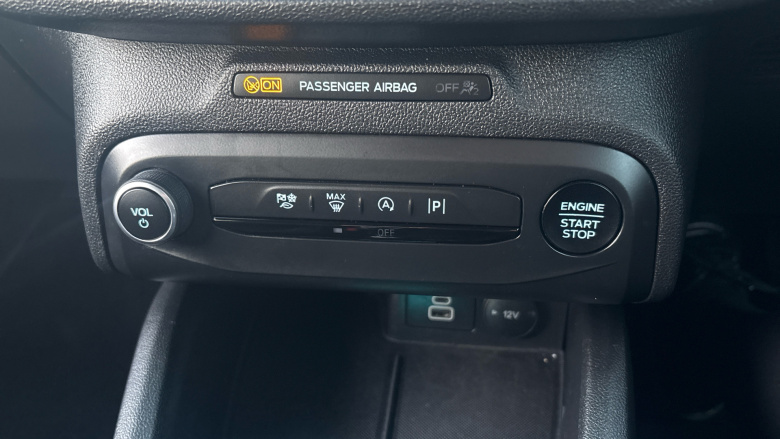 ON PASSENGER AIRBAG OFF
VOL
MAX
A
P
OFF
ENGINE
START
STOP
12V